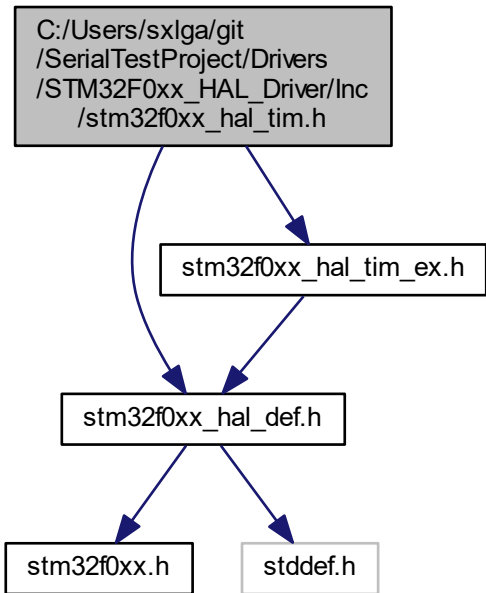 C:/Users/sxlga/git
/SerialTestProject/Drivers
/STM32F0xx_HAL_Driver/Inc
/stm32f0xx_hal_tim.h
stm32f0xx_hal_tim_ex.h
stm32f0xx_hal_def.h
stm32f0xx.h
stddef.h